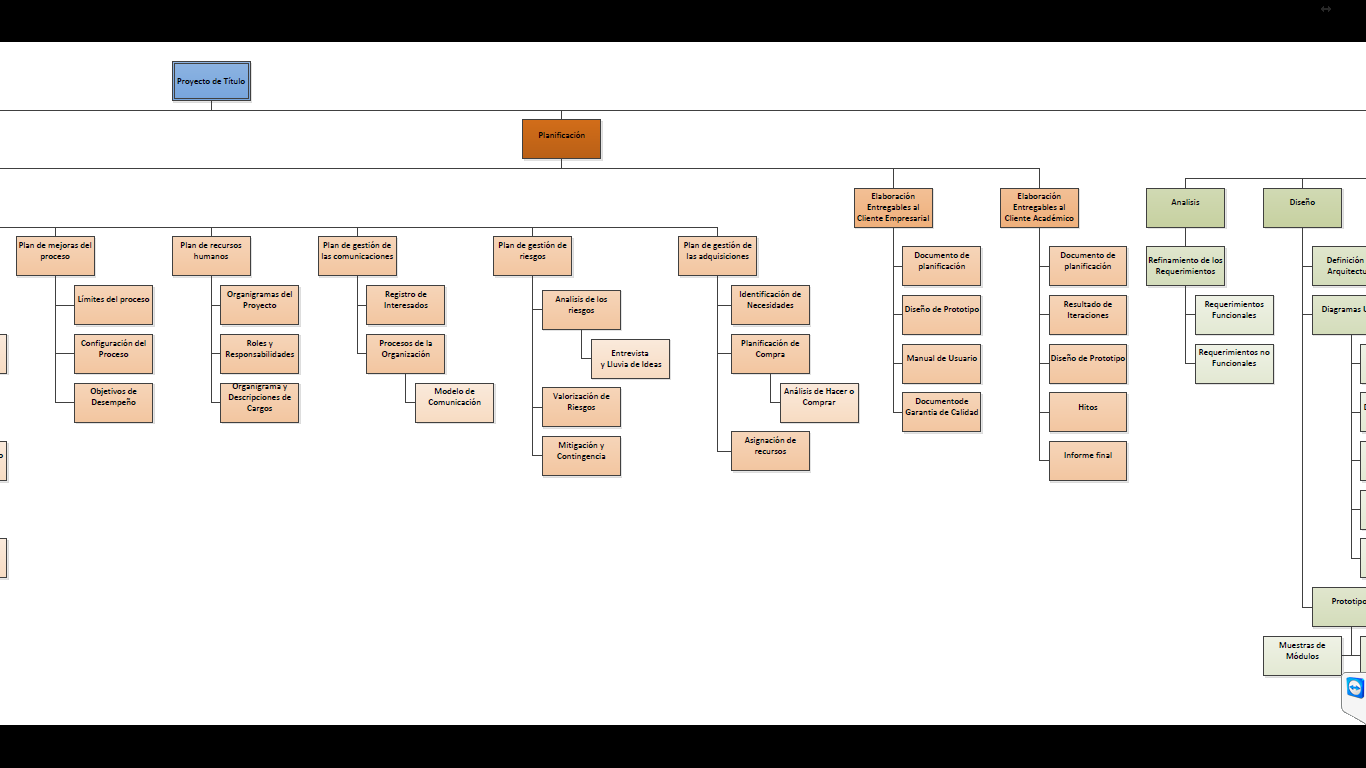 Proyecto de Título
Planificación
Elaboración
Entregables al
Cliente Empresarial
Elaboración
Entregables al
Cliente Académico
Analisis
Diseño
Plan de mejoras del
proceso
Plan de recursos
humanos
Plan de gestión de
las comunicaciones
Plan de gestión de
riesgos
Plan de gestión de
las adquisiciones
Límites del proceso
Configuración del
Proceso
Objetivos de
Desempeño
Organigramas del
Proyecto
Roles y
Responsabilidades
Organigrama y
Descripciones de
Cargos
Registro de
Interesados
Procesos de la
Organización
Modelo de
Comunicación
Analisis de los
riesgos
Entrevista
y Lluvia de Ideas
Valorización de
Riesgos
Mitigación y
Contingencia
Identificación de
Necesidades
Planificación de
Compra
Análisis de Hacer o
Comprar
Asignación de
recursos
Documento de
planificación
Diseño de Prototipo
Manual de Usuario
Documentode
Garantía de Calidad
Documento de
planificación
Resultado de
Iteraciones
Diseño de Prototipo
Hitos
Informe final
Refinamiento de los
Requerimientos
Requerimientos
Funcionales
Requerimientos no
Funcionales
Definición
Diagramas
Muestras de
Módulos